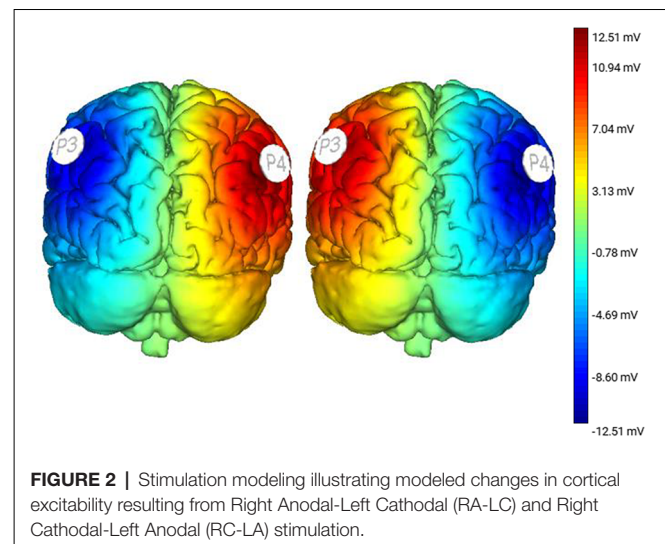 12.51 mV
10.94 mV
7.04 mV
3.13 mV
-0.78 mV
-4.69 mV
-8.60 mV
-12.51 mV
P3
P4
P3
P4
FIGURE 2 | Stimulation modeling illustrating modeled changes in cortical
excitability resulting from Right Anodal-Left Cathodal (RA-LC) and Right
Cathodal-Left Anodal (RC-LA) stimulation.